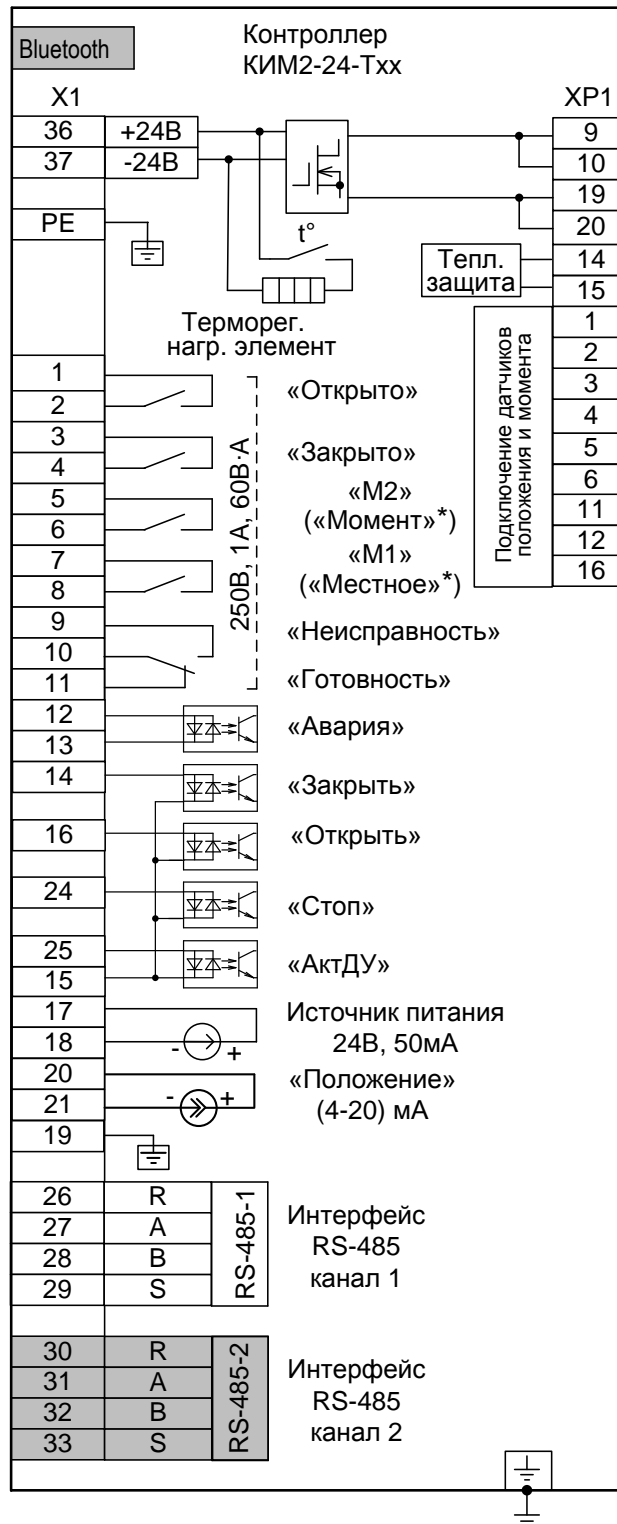 Bluetooth
Контроллер
КИМ2-24-Тхх
X1
XP1
36 +24В
9
37 -24В
10
19
PE
20
t°
Тепл.
защита
14
15
Терморег.
нагр. элемент
Подключение датчиков
положения и момента
1
2
3
4
5
6
11
12
16
250В, 1А, 60В·А
1
2
«Открыто»
3
4
«Закрыто»
5
6
«М2»
(«Момент»*)
7
8
«М1»
(«Местное»*)
9
«Неисправность»
10
11
«Готовность»
12
13
«Авария»
14
«Закрыть»
16
«Открыть»
24
«Стоп»
25
15
«АктДУ»
17
18
- +
Источник питания
24В, 50мА
20
21
- +
«Положение»
(4-20) мА
19
26 R
27 A
28 B
29 S
RS-485-1
Интерфейс
RS-485
канал 1
30 R
31 A
32 B
33 S
RS-485-2
Интерфейс
RS-485
канал 2